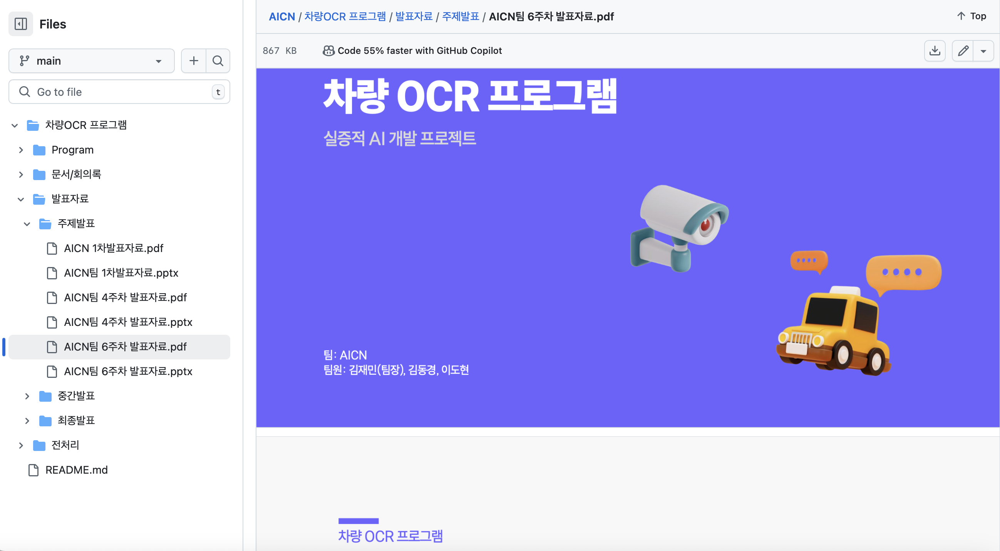 Files
main
Go to file
t
차량OCR 프로그램
Program
문서/회의록
발표자료
주제발표
AICN 1차발표자료.pdf
AICN팀 1차발표자료.pptx
AICN팀 4주차 발표자료.pdf
AICN팀 4주차 발표자료.pptx
AICN팀 6주차 발표자료.pdf
AICN팀 6주차 발표자료.pptx
중간발표
최종발표
전처리
README.md
AICN / 차량OCR 프로그램 / 발표자료 / 주제발표 / AICN팀 6주차 발표자료.pdf
Top
867 KB
Code 55% faster with GitHub Copilot
차량 OCR 프로그램
실증적 AI 개발 프로젝트
팀: AICN
팀원: 김재민(팀장), 김동경, 이도현
차량 OCR 프로그램